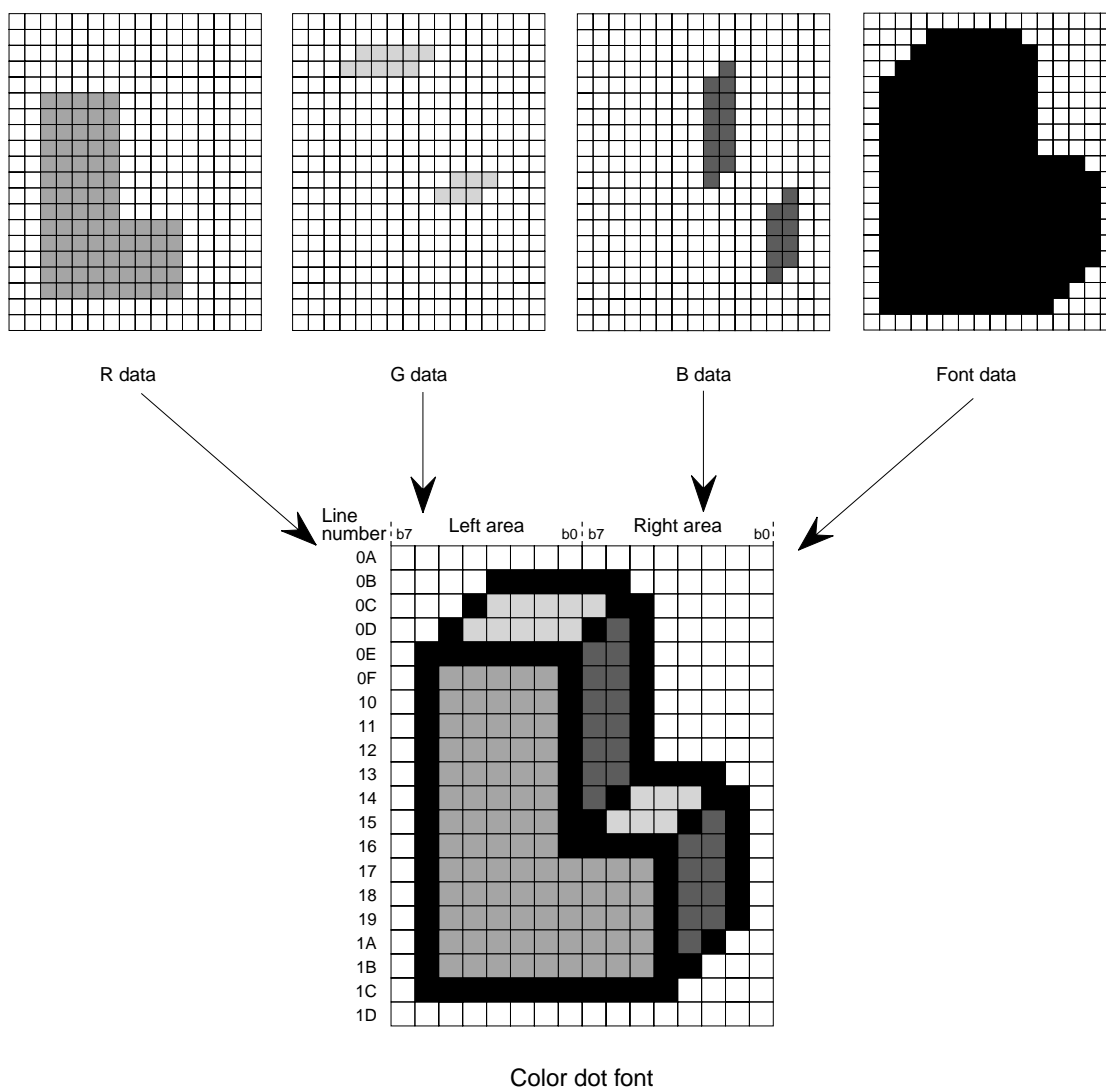 R data G data B data Font data
Line
number b7 Left area b0 b7 Right area b0
0A
0B
0C
0D
0E
0F
10
11
12
13
14
15
16
17
18
19
1A
1B
1C
1D
Color dot font